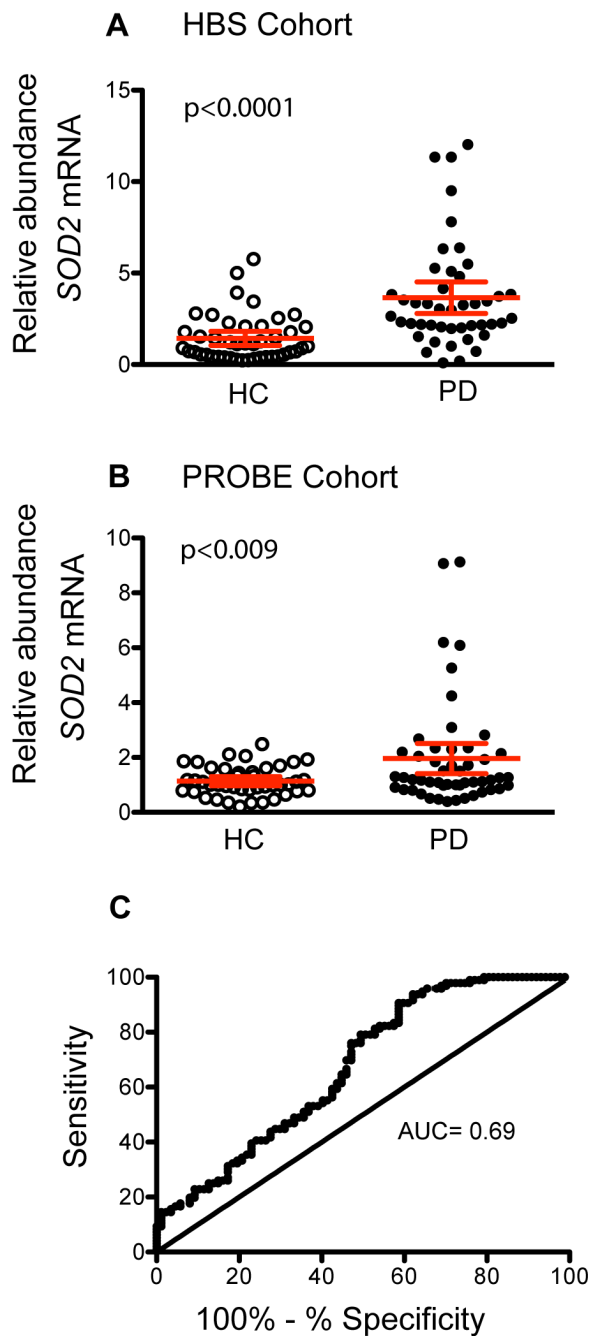 A HBS Cohort
Relative abundance
SOD2 mRNA
15
10
5
0
p<0.0001
HC PD
B PROBE Cohort
Relative abundance
SOD2 mRNA
10
8
6
4
2
0
p<0.009
HC PD
C
Sensitivity
100
80
60
40
20
0
AUC= 0.69
0 20 40 60 80 100
100% - % Specificity